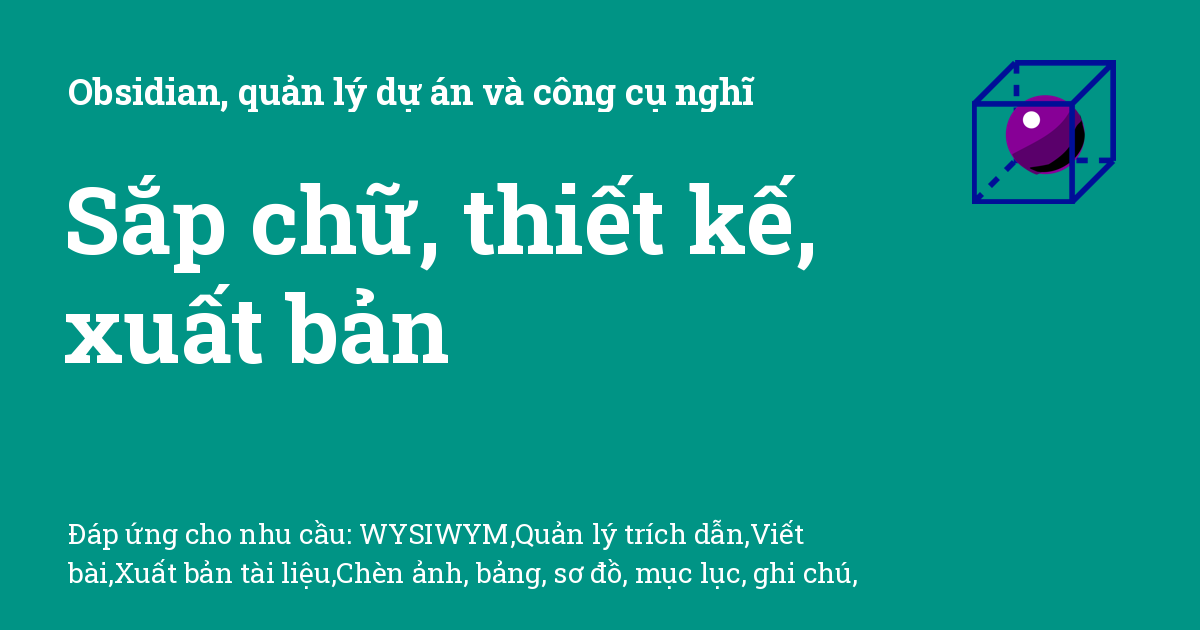 Obsidian, quản lý dự án và công cụ nghĩ
Sắp chữ, thiết kế,
xuất bản
Đáp ứng cho nhu cầu: WYSIWYM,Quản lý trích dẫn,Viết
bài,Xuất bản tài liệu,Chèn ảnh, bảng, sơ đồ, mục lục, ghi chú,